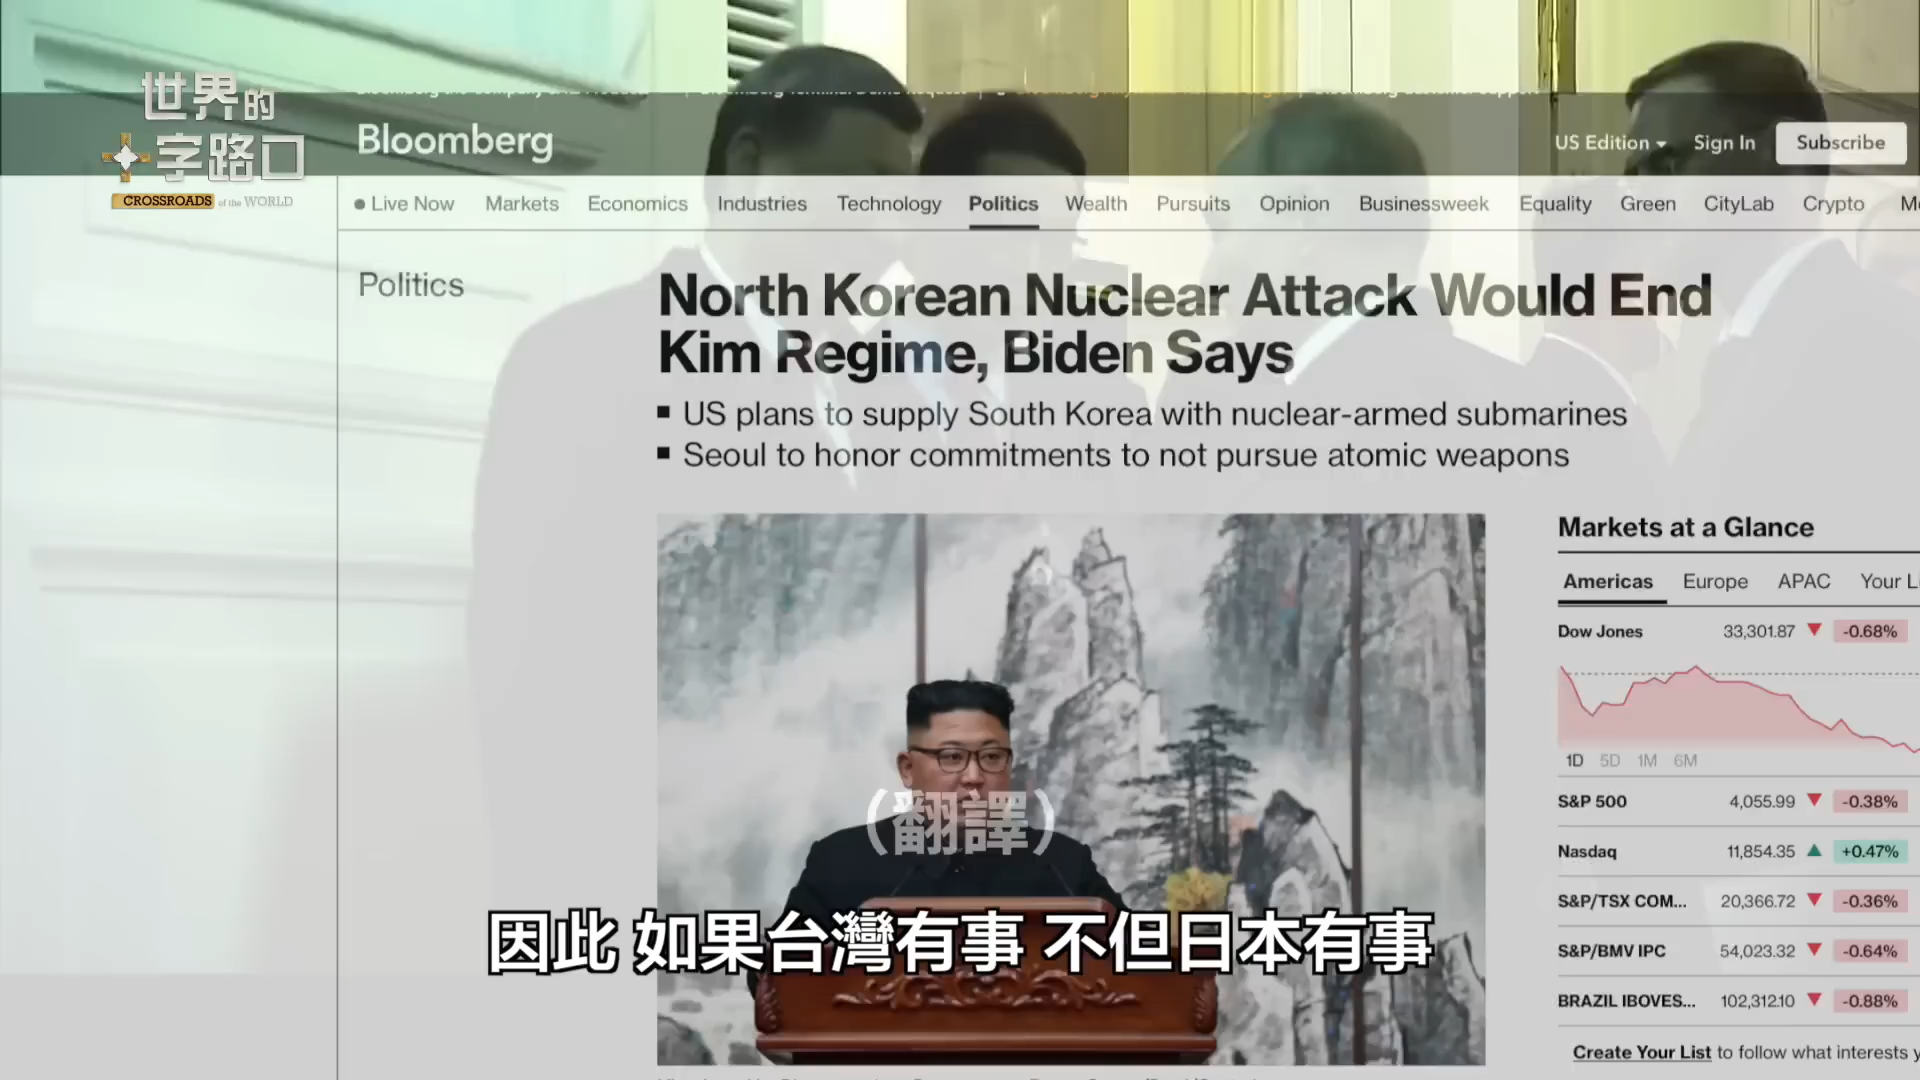 世界的
十字路口
CROSSROADS of the WORLD
Bloomberg
US Edition
Sign In
Subscribe
Live Now
Markets
Economics
Industries
Technology
Politics
Wealth
Pursuits
Opinion
Businessweek
Equality
Green
CityLab
Crypto
Politics
North Korean Nuclear Attack Would End
Kim Regime, Biden Says
US plans to supply South Korea with nuclear-armed submarines
Seoul to honor commitments to not pursue atomic weapons
Markets at a Glance
Americas
Europe
APAC
Your
Dow Jones 33,301.87 -0.68%
1D 5D 1M 6M
S&P 500 4,055.99 -0.38%
Nasdaq 11,854.35 +0.47%
S&P/TSX COM... 20,366.72 -0.36%
S&P/BMV IPC 54,023.32 -0.64%
BRAZIL IBOVES... 102,312.10 -0.88%
Create Your List to follow what interests
(翻譯)
因此 如果台灣有事 不但日本有事